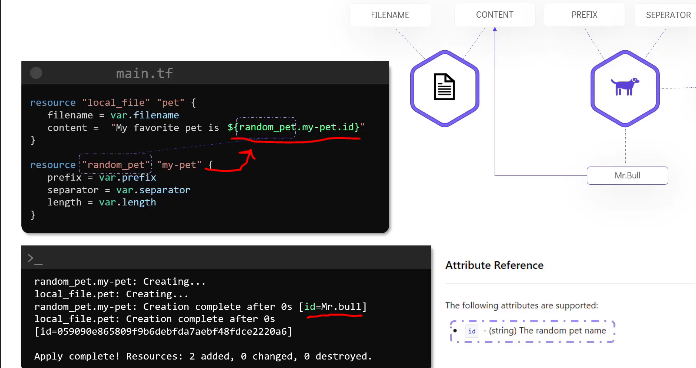 FILENAME
CONTENT
PREFIX
SEPERATOR
main.tf
resource "local_file" "pet" {
filename = var.filename
content = "My favorite pet is ${random_pet.my-pet.id}"
}
resource "random_pet" "my-pet" {
prefix = var.prefix
separator = var.separator
length = var.length
}
Mr.Bull
>_
random_pet.my-pet: Creating...
local_file.pet: Creating...
random_pet.my-pet: Creation complete after 0s [id=Mr.bull]
local_file.pet: Creation complete after 0s
[id=059090e865809f9b6debfda7aebf48fdce2220a6]
Apply complete! Resources: 2 added, 0 changed, 0 destroyed.
Attribute Reference
The following attributes are supported:
• id - (string) The random pet name